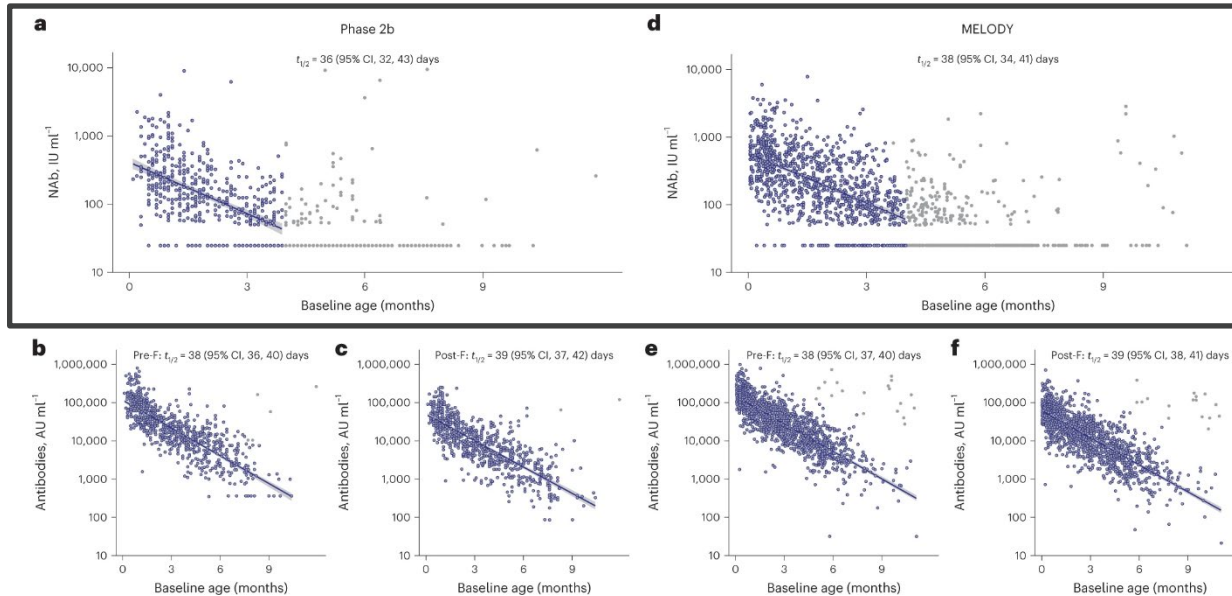 a
Phase 2b
t1/2 = 36 (95% CI, 32, 43) days
10,000
1,000
100
10
NAb, IU ml−1
0 3 6 9
Baseline age (months)
d
MELODY
t1/2 = 38 (95% CI, 34, 41) days
10,000
1,000
100
10
NAb, IU ml−1
0 3 6 9
Baseline age (months)
b
Pre-F: t1/2 = 38 (95% CI, 36, 40) days
1,000,000
100,000
10,000
1,000
100
10
Antibodies, AU ml−1
0 3 6 9
Baseline age (months)
c
Post-F: t1/2 = 39 (95% CI, 37, 42) days
1,000,000
100,000
10,000
1,000
100
10
Antibodies, AU ml−1
0 3 6 9
Baseline age (months)
e
Pre-F: t1/2 = 38 (95% CI, 37, 40) days
1,000,000
100,000
10,000
1,000
100
10
Antibodies, AU ml−1
0 3 6 9
Baseline age (months)
f
Post-F: t1/2 = 39 (95% CI, 38, 41) days
1,000,000
100,000
10,000
1,000
100
10
Antibodies, AU ml−1
0 3 6 9
Baseline age (months)